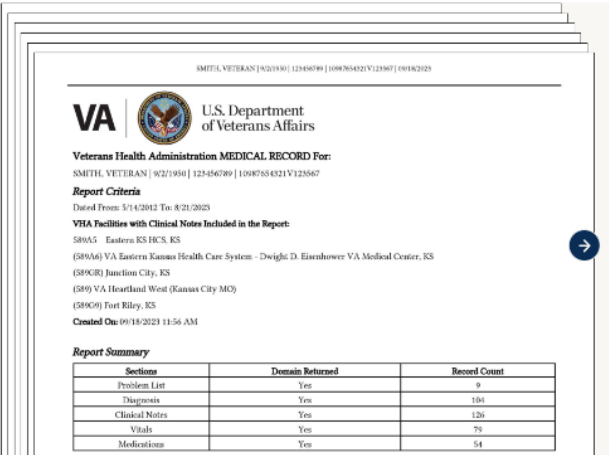 SMITH, VETERAN | 9/2/1950 | 123456789 | 10987654321V123567 | 09/18/2023
VA
U.S. Department
of Veterans Affairs
Veterans Health Administration MEDICAL RECORD For:
SMITH, VETERAN | 9/2/1950 | 123456789 | 10987654321V123567
Report Criteria
Dated From: 5/14/2012 To: 8/21/2023
VHA Facilities with Clinical Notes Included in the Report:
589A5 Eastern KS HCS, KS
(589A6) VA Eastern Kansas Health Care System - Dwight D. Eisenhower VA Medical Center, KS
(589GR) Junction City, KS
(589) VA Heartland West (Kansas City MO)
(589G9) Fort Riley, KS
Created On: 09/18/2023 11:56 AM
Report Summary
Sections Domain Returned Record Count
Problem List Yes 9
Diagnosis Yes 104
Clinical Notes Yes 126
Vitals Yes 79
Medications Yes 54